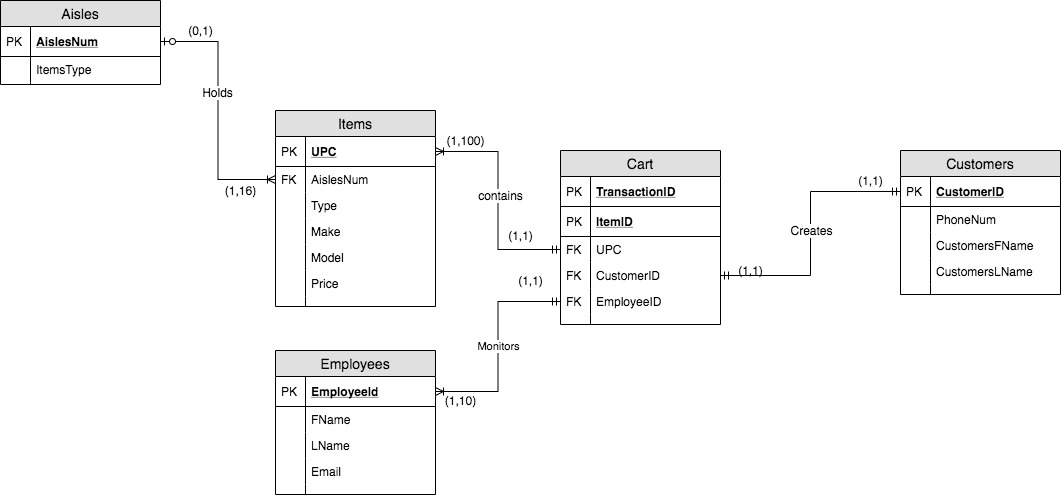 Aisles
PK AislesNum
ItemsType
(0,1)
Holds
(1,16)
Items
PK UPC
FK AislesNum
Type
Make
Model
Price
(1,100)
contains
(1,1)
Cart
PK TransactionID
PK ItemID
FK UPC
FK CustomerID
FK EmployeeID
(1,1)
Monitors
(1,10)
Employees
PK EmployeeId
FName
LName
Email
(1,1)
Creates
(1,1)
Customers
PK CustomerID
PhoneNum
CustomersFName
CustomersLName